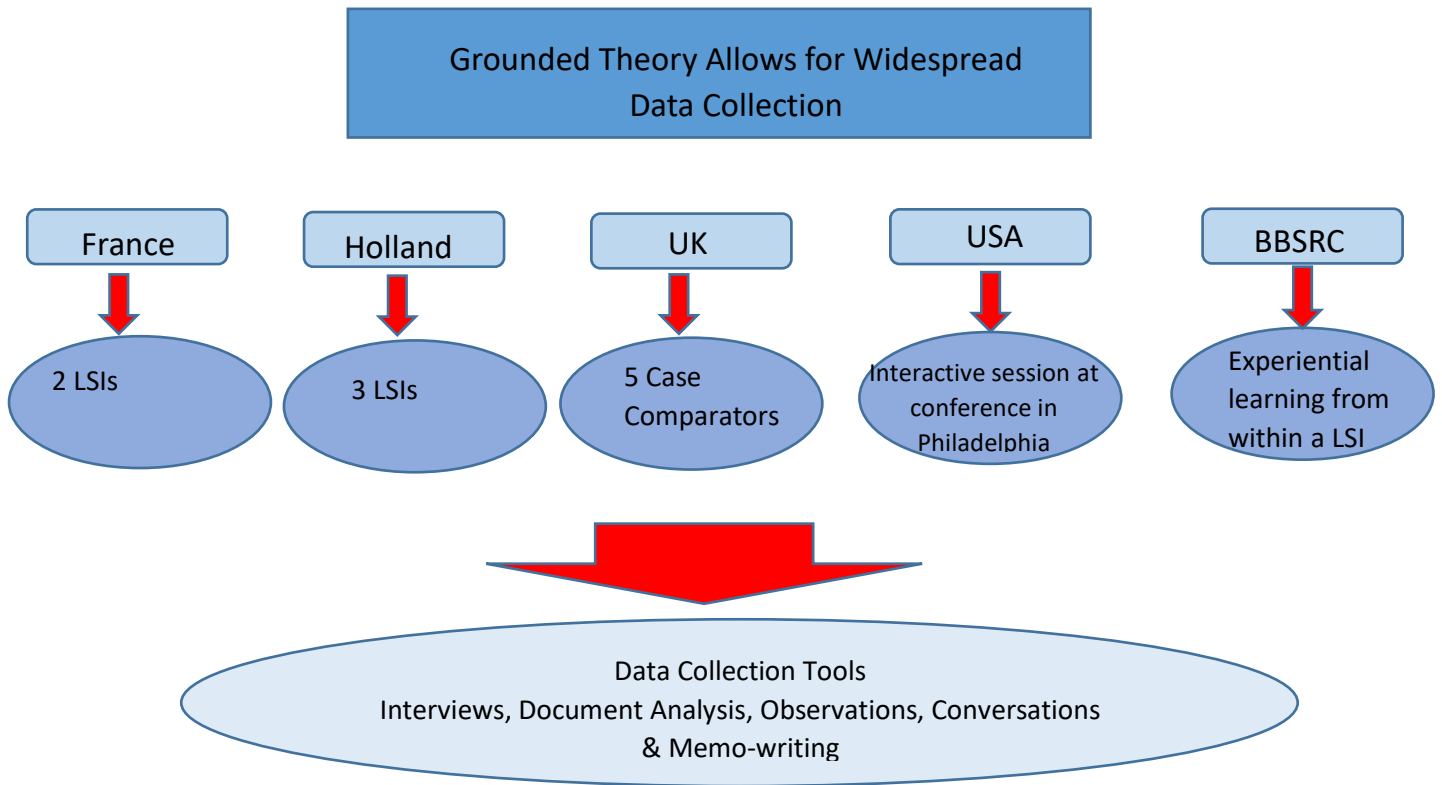 Grounded Theory Allows for Widespread
Data Collection
France
Holland
UK
USA
BBSRC
2 LSIs
3 LSIs
5 Case
Comparators
Interactive session at
conference in
Philadelphia
Experiential
learning from
within a LSI
Data Collection Tools
Interviews, Document Analysis, Observations, Conversations
& Memo-writing